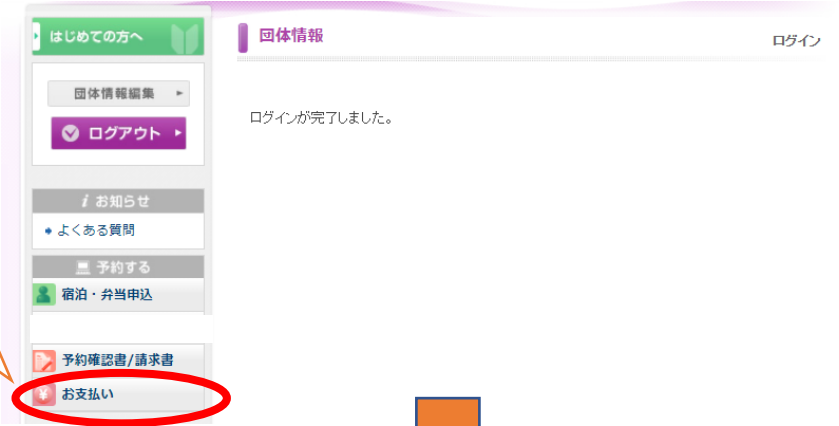 はじめての方へ
団体情報
ログイン
団体情報編集
ログアウト
ログインが完了しました。
i お知らせ
よくある質問
予約する
宿泊・弁当申込
予約確認書/請求書
¥ お支払い